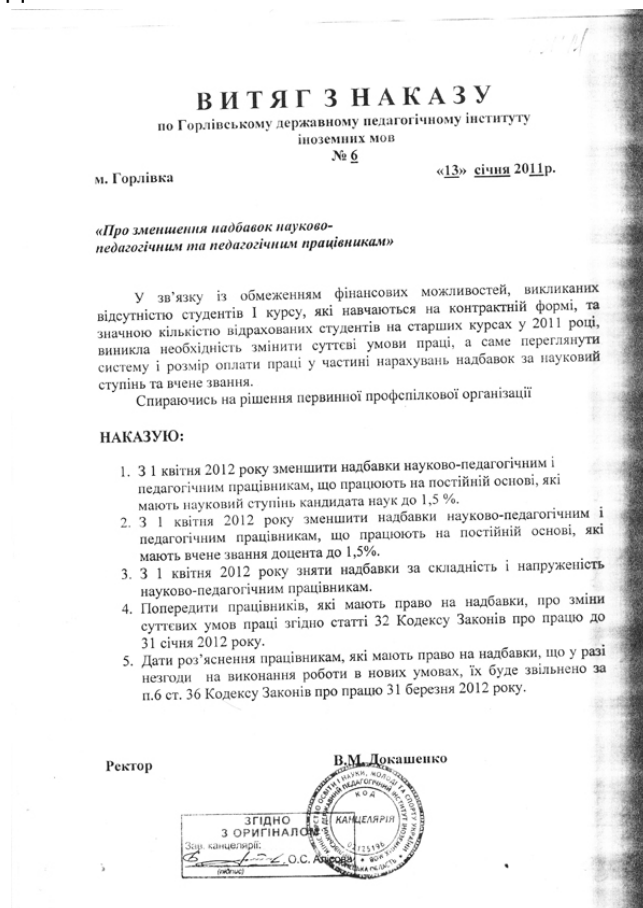 ВИТЯГ З НАКАЗУ
по Горлівському державному педагогічному інституту
іноземних мов
№ 6
м. Горлівка «13» січня 2011р.
«Про зменшення надбавок науково-
педагогічним та педагогічним працівникам»
У зв’язку із обмеженням фінансових можливостей, викликаних
відсутністю студентів І курсу, які навчаються на контрактній формі, та
значною кількістю відрахованих студентів на старших курсах у 2011 році,
виникла необхідність змінити суттєві умови праці, а саме переглянути
систему і розмір оплати праці у частині нарахувань надбавок за науковий
ступінь та вчене звання.
Спираючись на рішення первинної профспілкової організації
НАКАЗУЮ:
1. З 1 квітня 2012 року зменшити надбавки науково-педагогічним і
педагогічним працівникам, що працюють на постійній основі, які
мають науковий ступінь кандидата наук до 1,5 %.
2. З 1 квітня 2012 року зменшити надбавки науково-педагогічним і
педагогічним працівникам, що працюють на постійній основі, які
мають вчене звання доцента до 1,5%.
3. З 1 квітня 2012 року зняти надбавки за складність і напруженість
науково-педагогічним працівникам.
4. Попередити працівників, які мають право на надбавки, про зміни
суттєвих умов праці згідно статті 32 Кодексу Законів про працю до
31 січня 2012 року.
5. Дати роз’яснення працівникам, які мають право на надбавки, що у разі
незгоди на виконання роботи в нових умовах, їх буде звільнено за
п.6 ст. 36 Кодексу Законів про працю 31 березня 2012 року.
Ректор В.М. Докашенко
ЗГІДНО
З ОРИГІНАЛОМ
Зав. канцелярії:
О.С. Алісова
(підпис)
КОД
КАНЦЕЛЯРІЯ
02125196